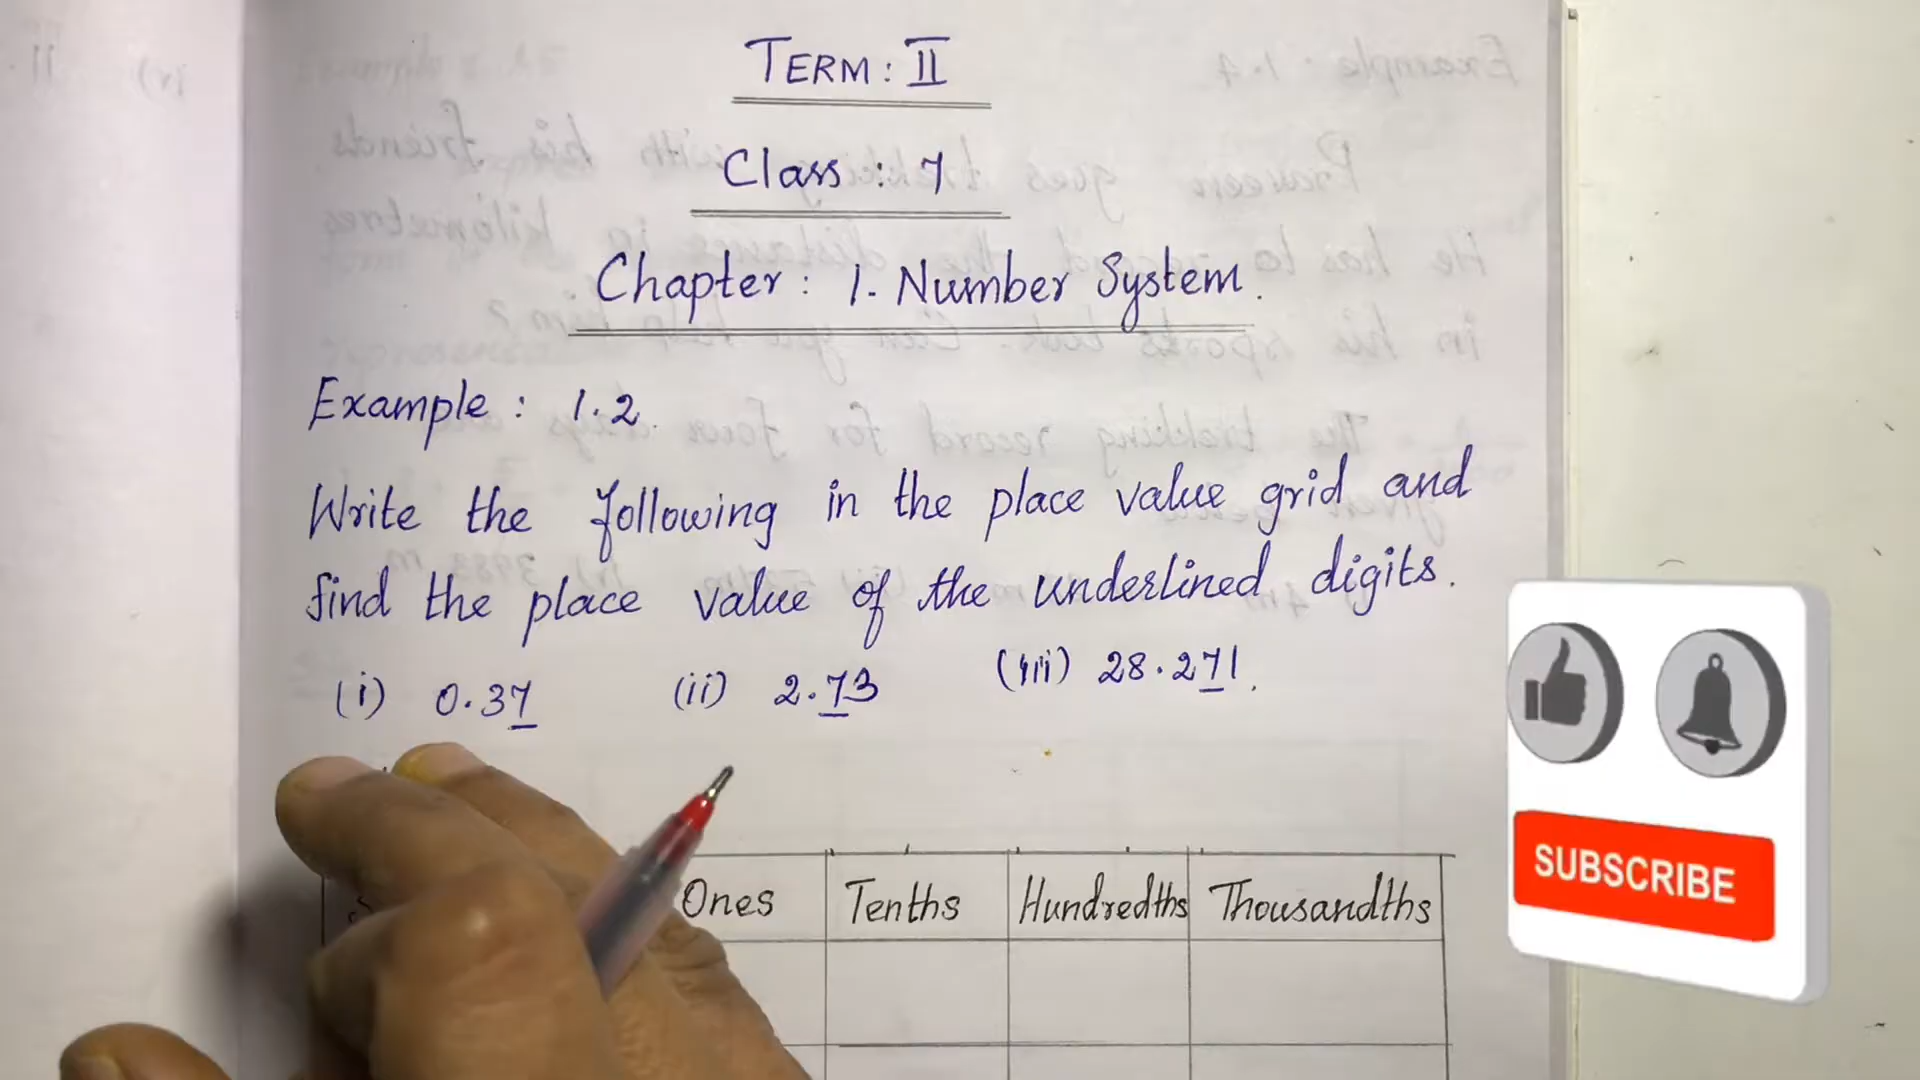 TERM: II
Class: 7
Chapter: 1. Number System.
Example: 1.2.
Write the following in the place value grid and
find the place value of the underlined digits.
(i) 0.37 (ii) 2.73 (iii) 28.271.
Ones Tenths Hundredths Thousandths
SUBSCRIBE